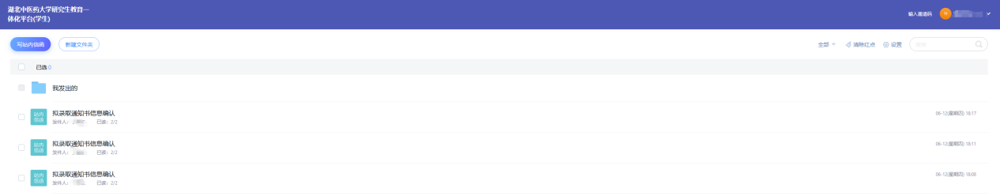 湖北中医药大学研究生教育一
体化平台(学生)
输入邀请码
写站内信函
新建文件夹
全部
清除红点
设置
搜索
已选 0
我发出的
站内
信函
拟录取通知书信息确认
06-12(星期四) 18:17
发件人：
已读：2/2
站内
信函
拟录取通知书信息确认
06-12(星期四) 18:11
发件人：
已读：2/2
站内
信函
拟录取通知书信息确认
06-12(星期四) 18:08
发件人：
已读：2/2